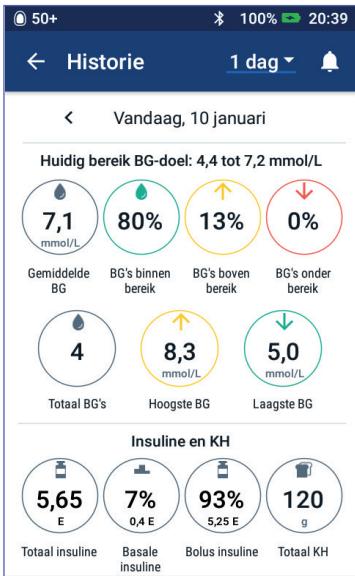 50+ 100% 20:39
Historie 1 dag
Vandaag, 10 januari
Huidig bereik BG-doel: 4,4 tot 7,2 mmol/L
7,1 80% 13% 0%
mmol/L
Gemiddelde BG's binnen BG's boven BG's onder
BG bereik bereik bereik
4 8,3 5,0
mmol/L mmol/L
Totaal BG's Hoogste BG Laagste BG
Insuline en KH
5,65 7% 93% 120
E 0,4 E 5,25 E g
Totaal insuline Basale Bolus insuline Totaal KH
insuline